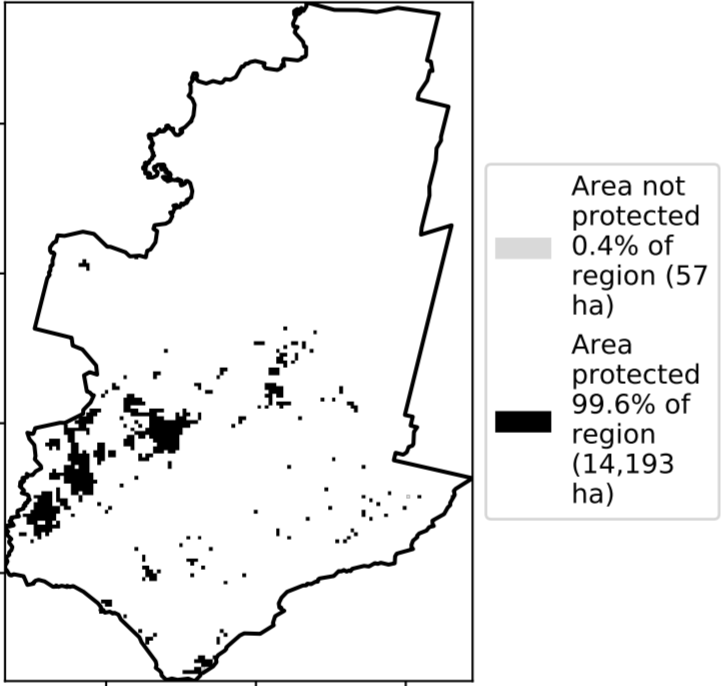 Area not
protected
0.4% of
region (57
ha)
Area
protected
99.6% of
region
(14,193
ha)